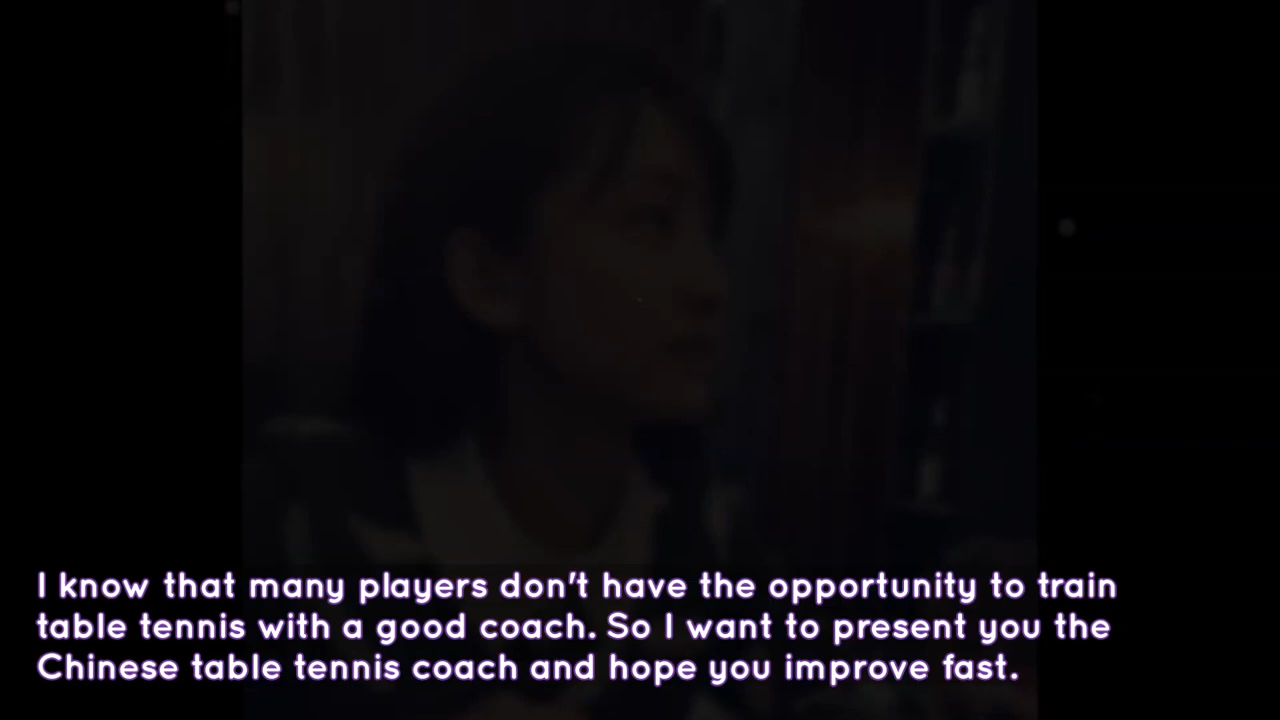 I know that many players don't have the opportunity to train
table tennis with a good coach. So I want to present you the
Chinese table tennis coach and hope you improve fast.